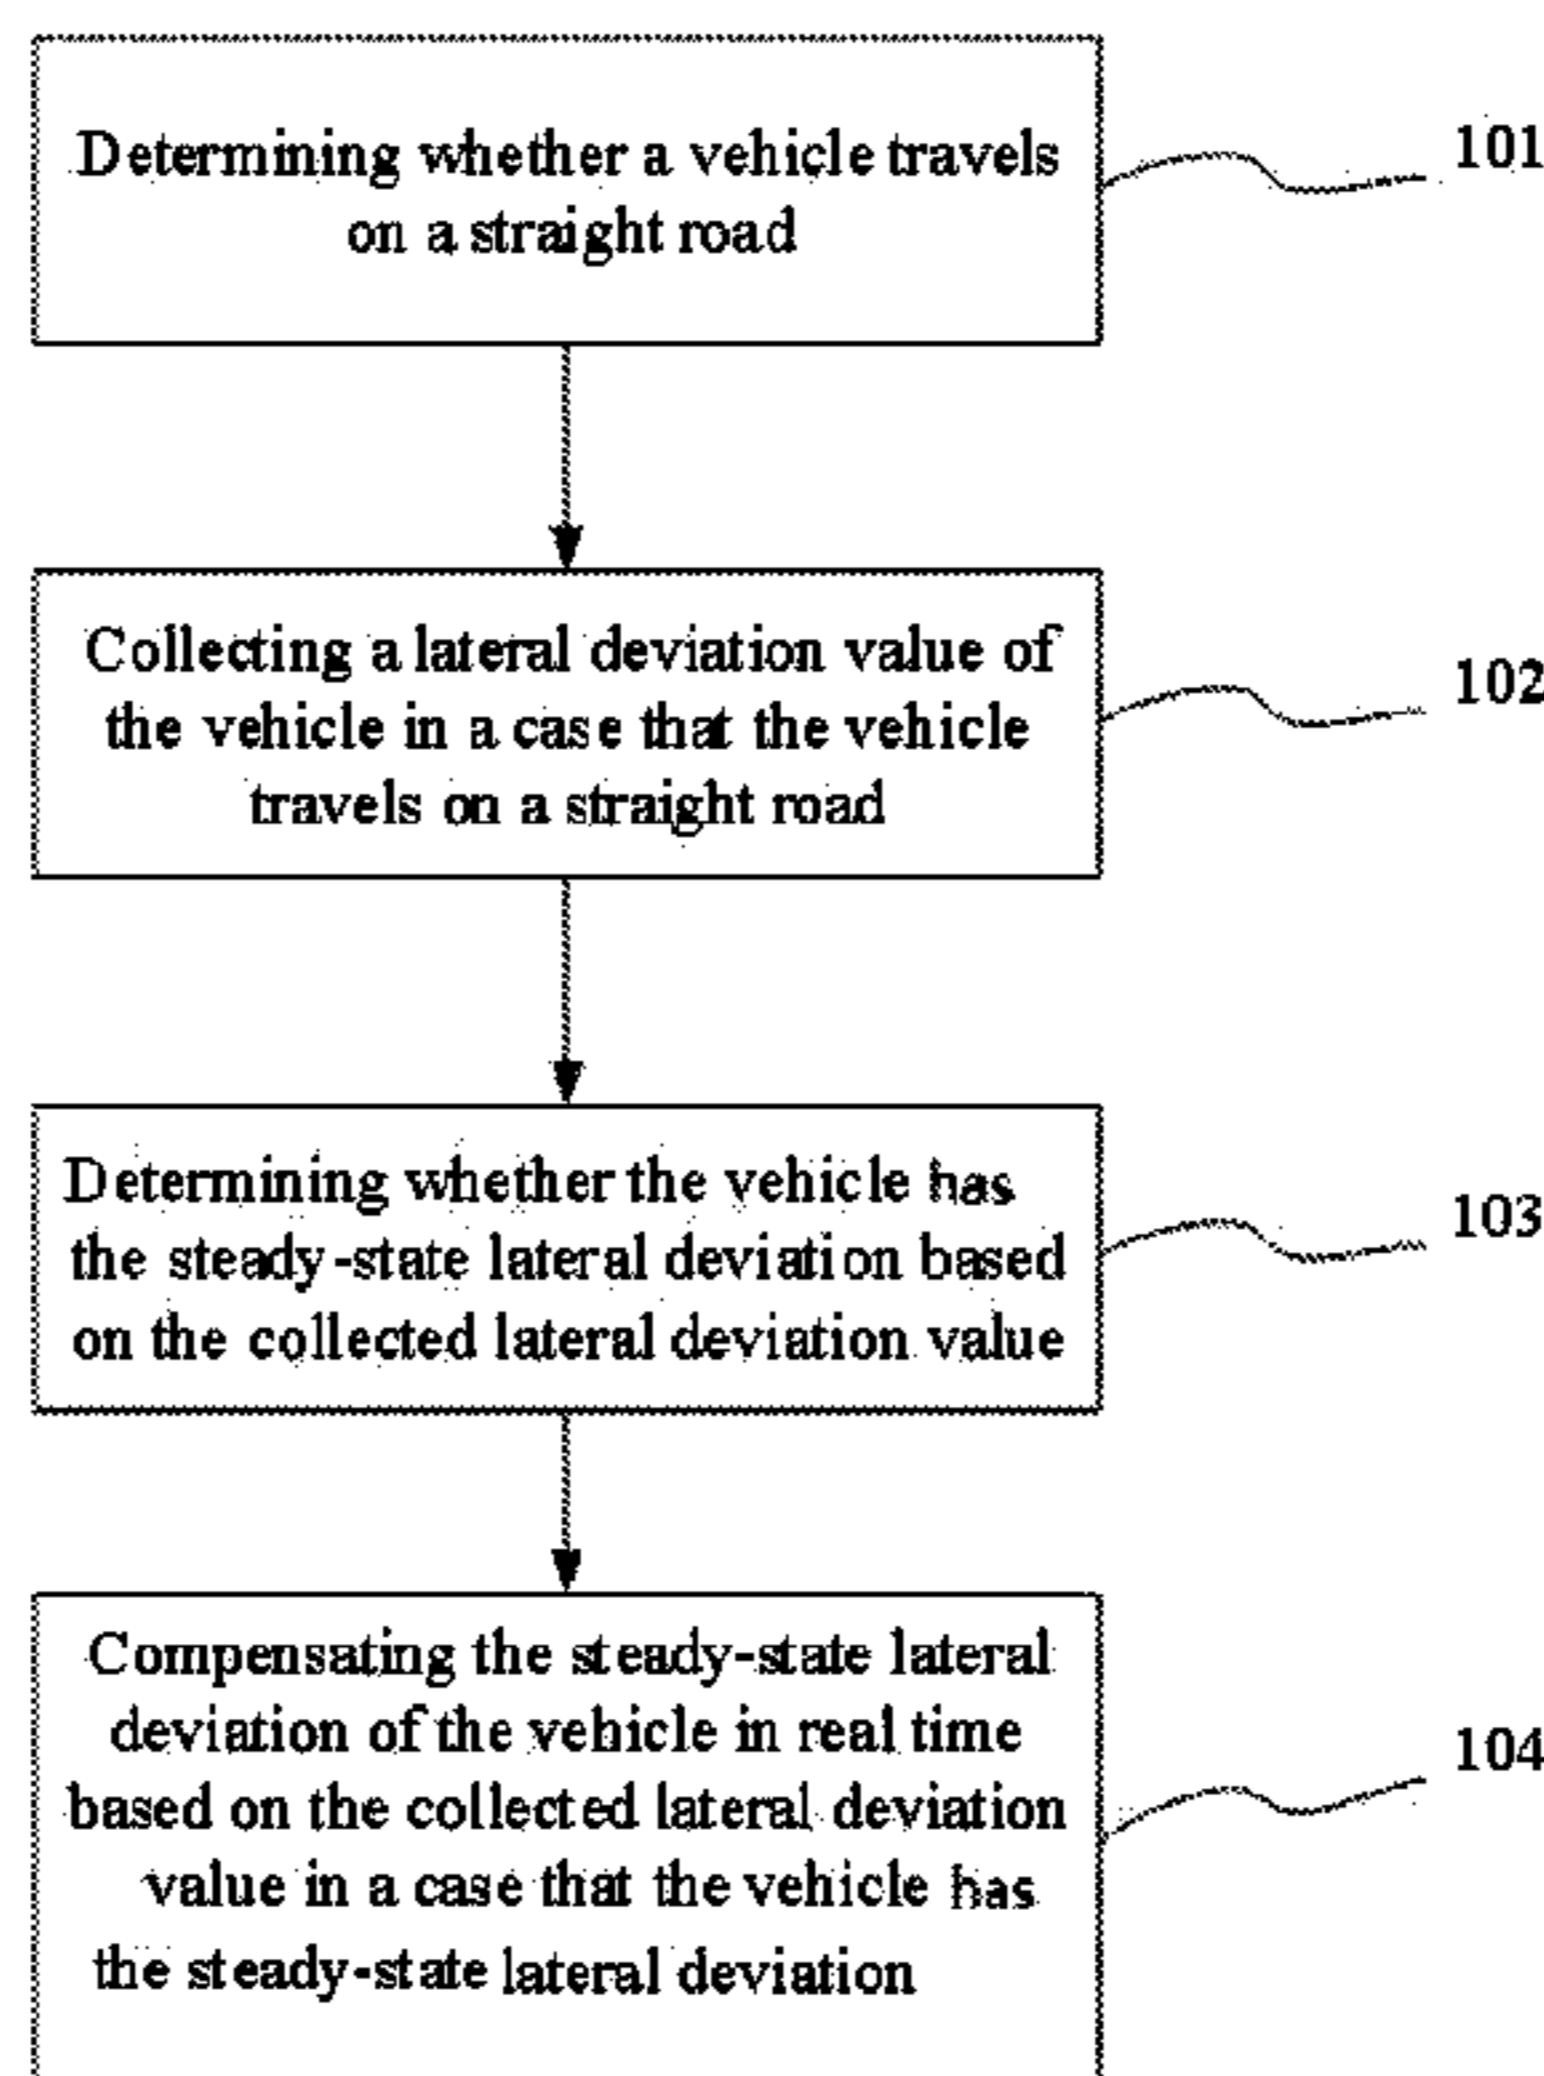 Determining whether a vehicle travels
on a straight road
101
Collecting a lateral deviation value of
the vehicle in a case that the vehicle
travels on a straight road
102
Determining whether the vehicle has
the steady-state lateral deviation based
on the collected lateral deviation value
103
Compensating the steady-state lateral
deviation of the vehicle in real time
based on the collected lateral deviation
value in a case that the vehicle has
the steady-state lateral deviation
104